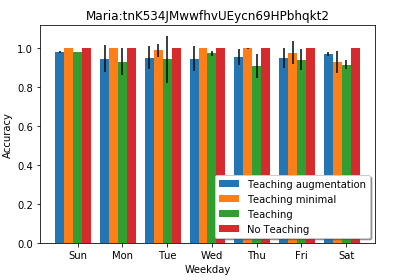 Maria:tnK534JMwwfhvUEycn69HPbhqkt2
1.0
0.8
0.6
0.4
0.2
0.0
Accuracy
Teaching augmentation
Teaching minimal
Teaching
No Teaching
Sun Mon Tue Wed Thu Fri Sat
Weekday